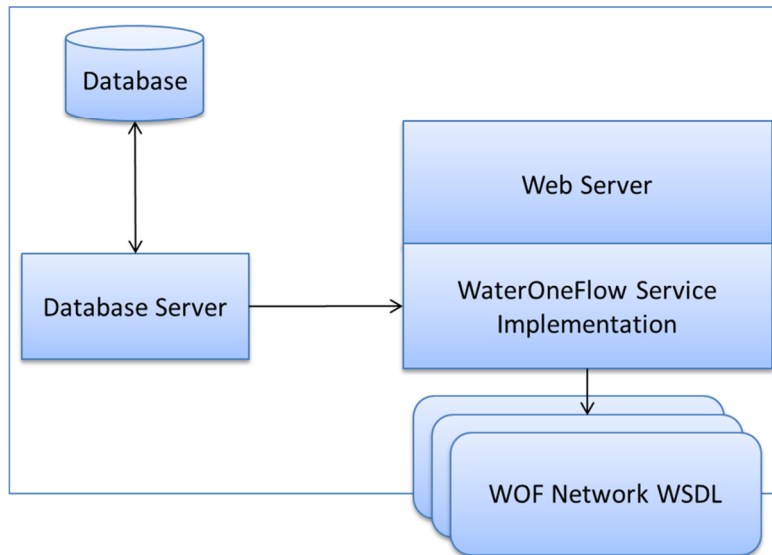 Database
Web Server
Database Server
WaterOneFlow Service
Implementation
WOF Network WSDL